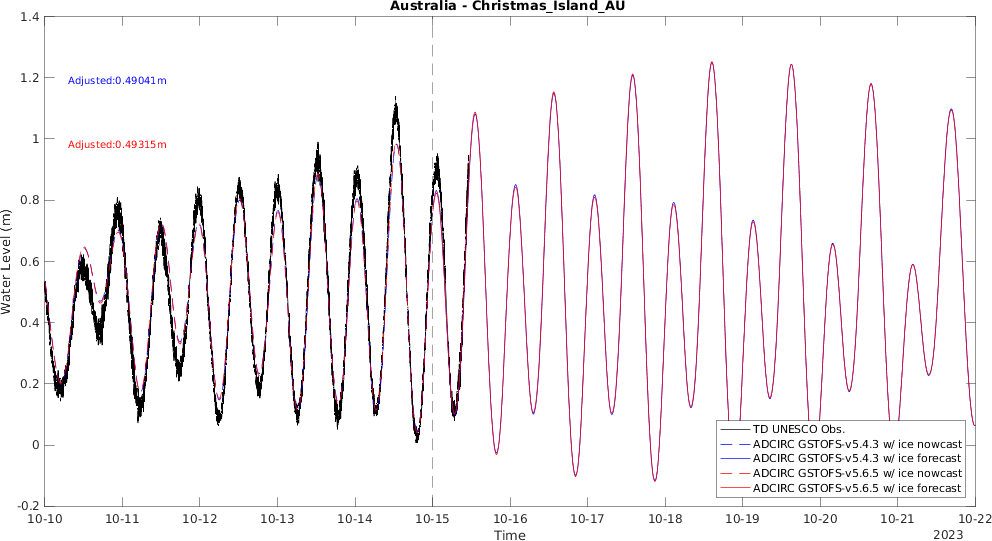 Australia - Christmas_Island_AU
1.4
1.2
1
0.8
0.6
0.4
0.2
0
-0.2
Water Level (m)
Adjusted:0.49041m
Adjusted:0.49315m
TD UNESCO Obs.
ADCIRC GSTOFS-v5.4.3 w/ ice nowcast
ADCIRC GSTOFS-v5.4.3 w/ ice forecast
ADCIRC GSTOFS-v5.6.5 w/ ice nowcast
ADCIRC GSTOFS-v5.6.5 w/ ice forecast
10-10 10-11 10-12 10-13 10-14 10-15 10-16 10-17 10-18 10-19 10-20 10-21 10-22
Time
2023